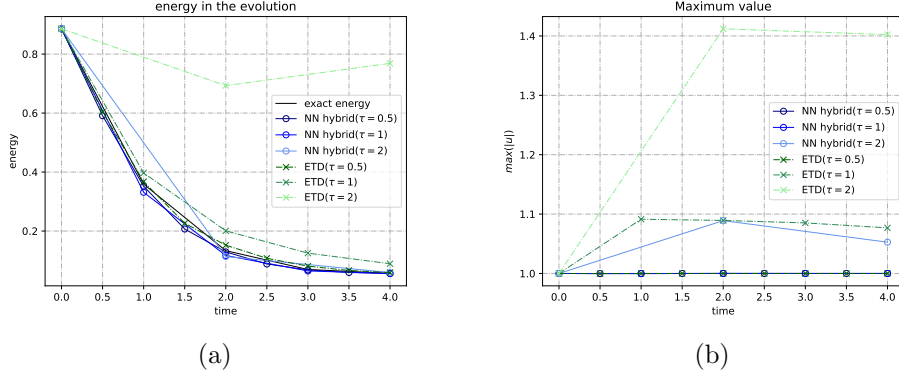 energy in the evolution
energy
0.8
0.6
0.4
0.2
exact energy
NN hybrid(τ = 0.5)
NN hybrid(τ = 1)
NN hybrid(τ = 2)
ETD(τ = 0.5)
ETD(τ = 1)
ETD(τ = 2)
0.0 0.5 1.0 1.5 2.0 2.5 3.0 3.5 4.0
time
(a)
Maximum value
max(|u|)
1.4
1.3
1.2
1.1
1.0
NN hybrid(τ = 0.5)
NN hybrid(τ = 1)
NN hybrid(τ = 2)
ETD(τ = 0.5)
ETD(τ = 1)
ETD(τ = 2)
0.0 0.5 1.0 1.5 2.0 2.5 3.0 3.5 4.0
time
(b)